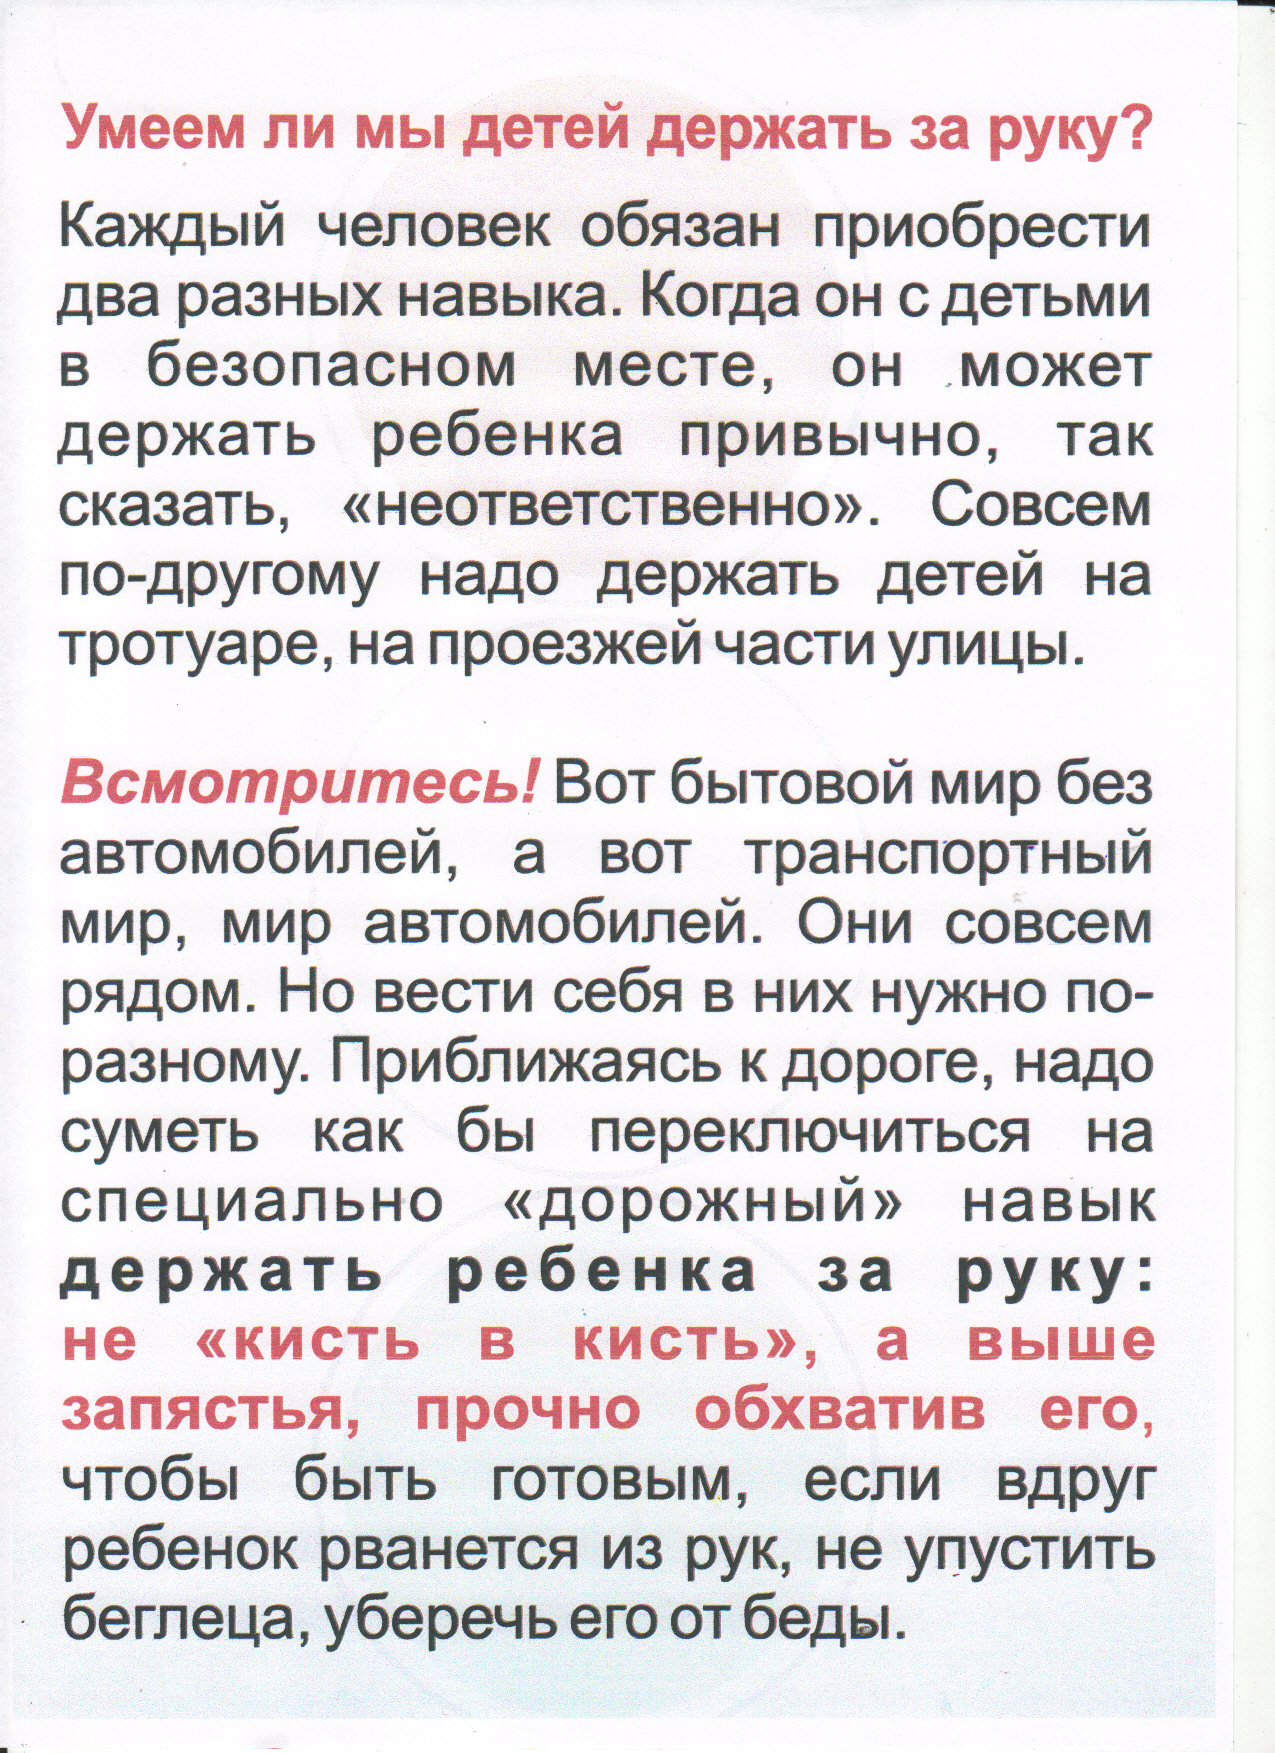 Умеем ли мы детей держать за руку?
Каждый человек обязан приобрести
два разных навыка. Когда он с детьми
в безопасном месте, он может
держать ребенка привычно, так
сказать, «неответственно». Совсем
по-другому надо держать детей на
тротуаре, на проезжей части улицы.
Всмотритесь! Вот бытовой мир без
автомобилей, а вот транспортный
мир, мир автомобилей. Они совсем
рядом. Но вести себя в них нужно по-
разному. Приближаясь к дороге, надо
суметь как бы переключиться на
специально «дорожный» навык
держать ребенка за руку:
не «кисть в кисть», а выше
запястья, прочно обхватив его,
чтобы быть готовым, если вдруг
ребенок рванется из рук, не упустить
беглеца, уберечь его от беды.